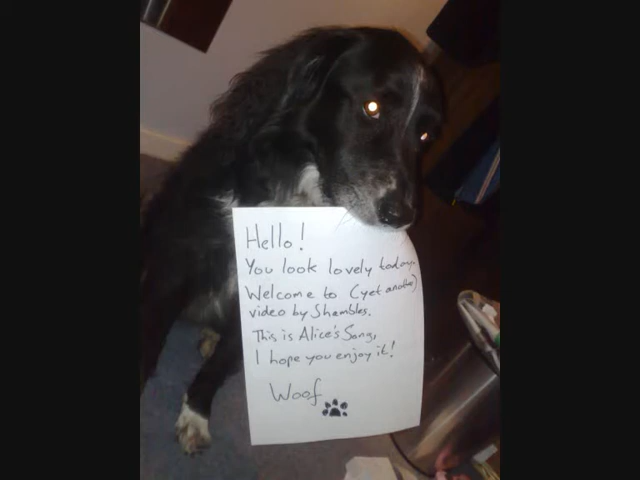 Hello!
You look lovely today.
Welcome to (yet another)
video by Shambles.
This is Alice's Song,
I hope you enjoy it!
Woof